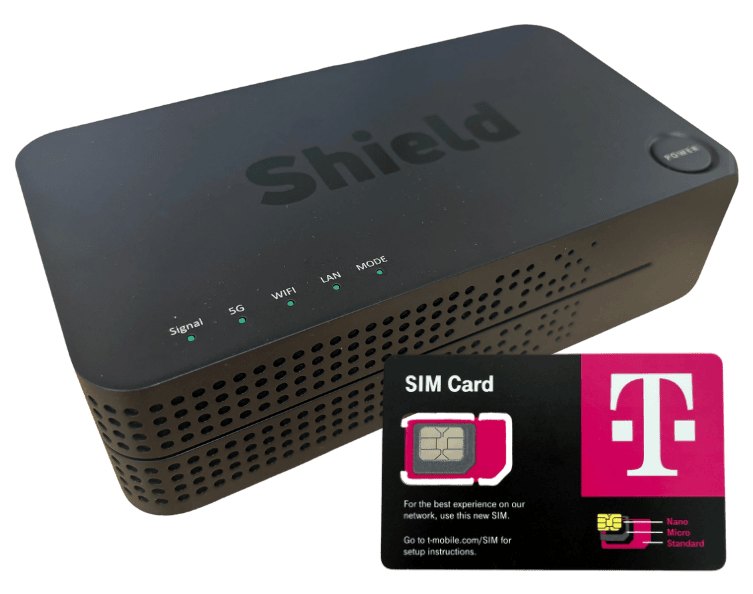 Shield
POWER
Signal
5G
WIFI
LAN
MODE
SIM Card
T
For the best experience on our
network, use this new SIM.
Go to t-mobile.com/SIM for
setup instructions.
Nano
Micro
Standard